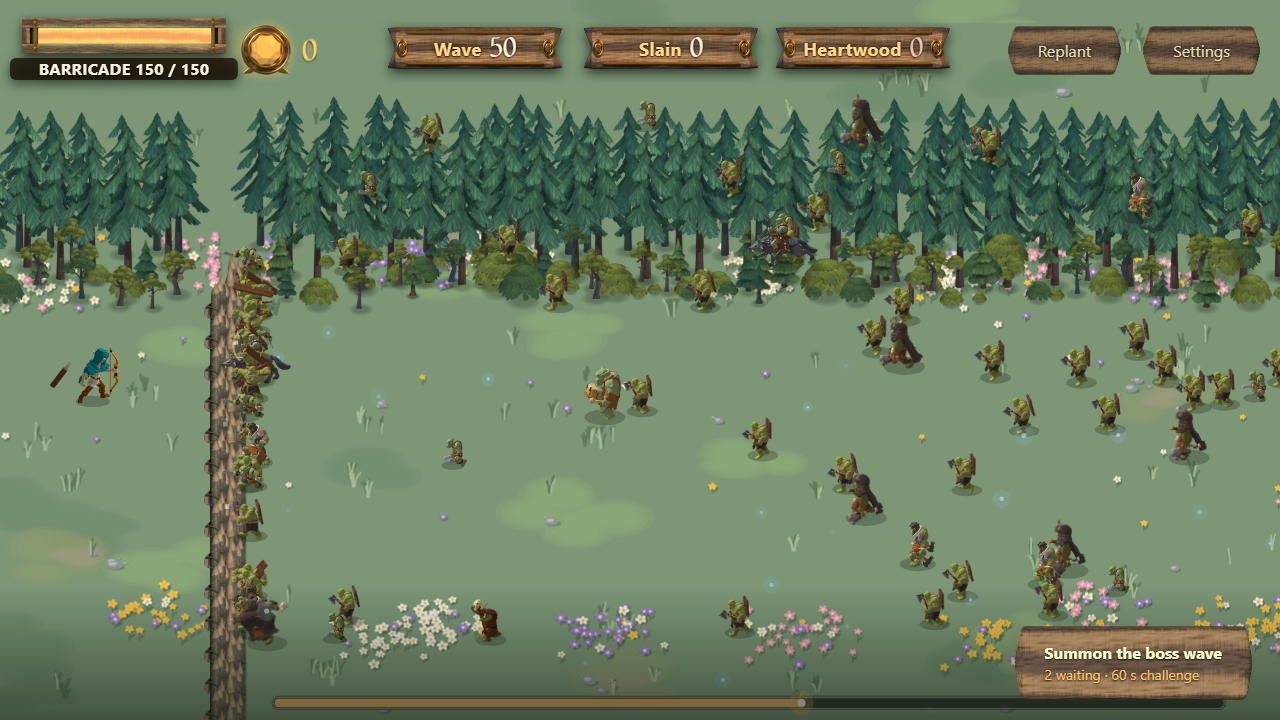 BARRICADE 150 / 150
0
Wave 50
Slain 0
Heartwood 0
Replant
Settings
Summon the boss wave
2 waiting · 60 s challenge